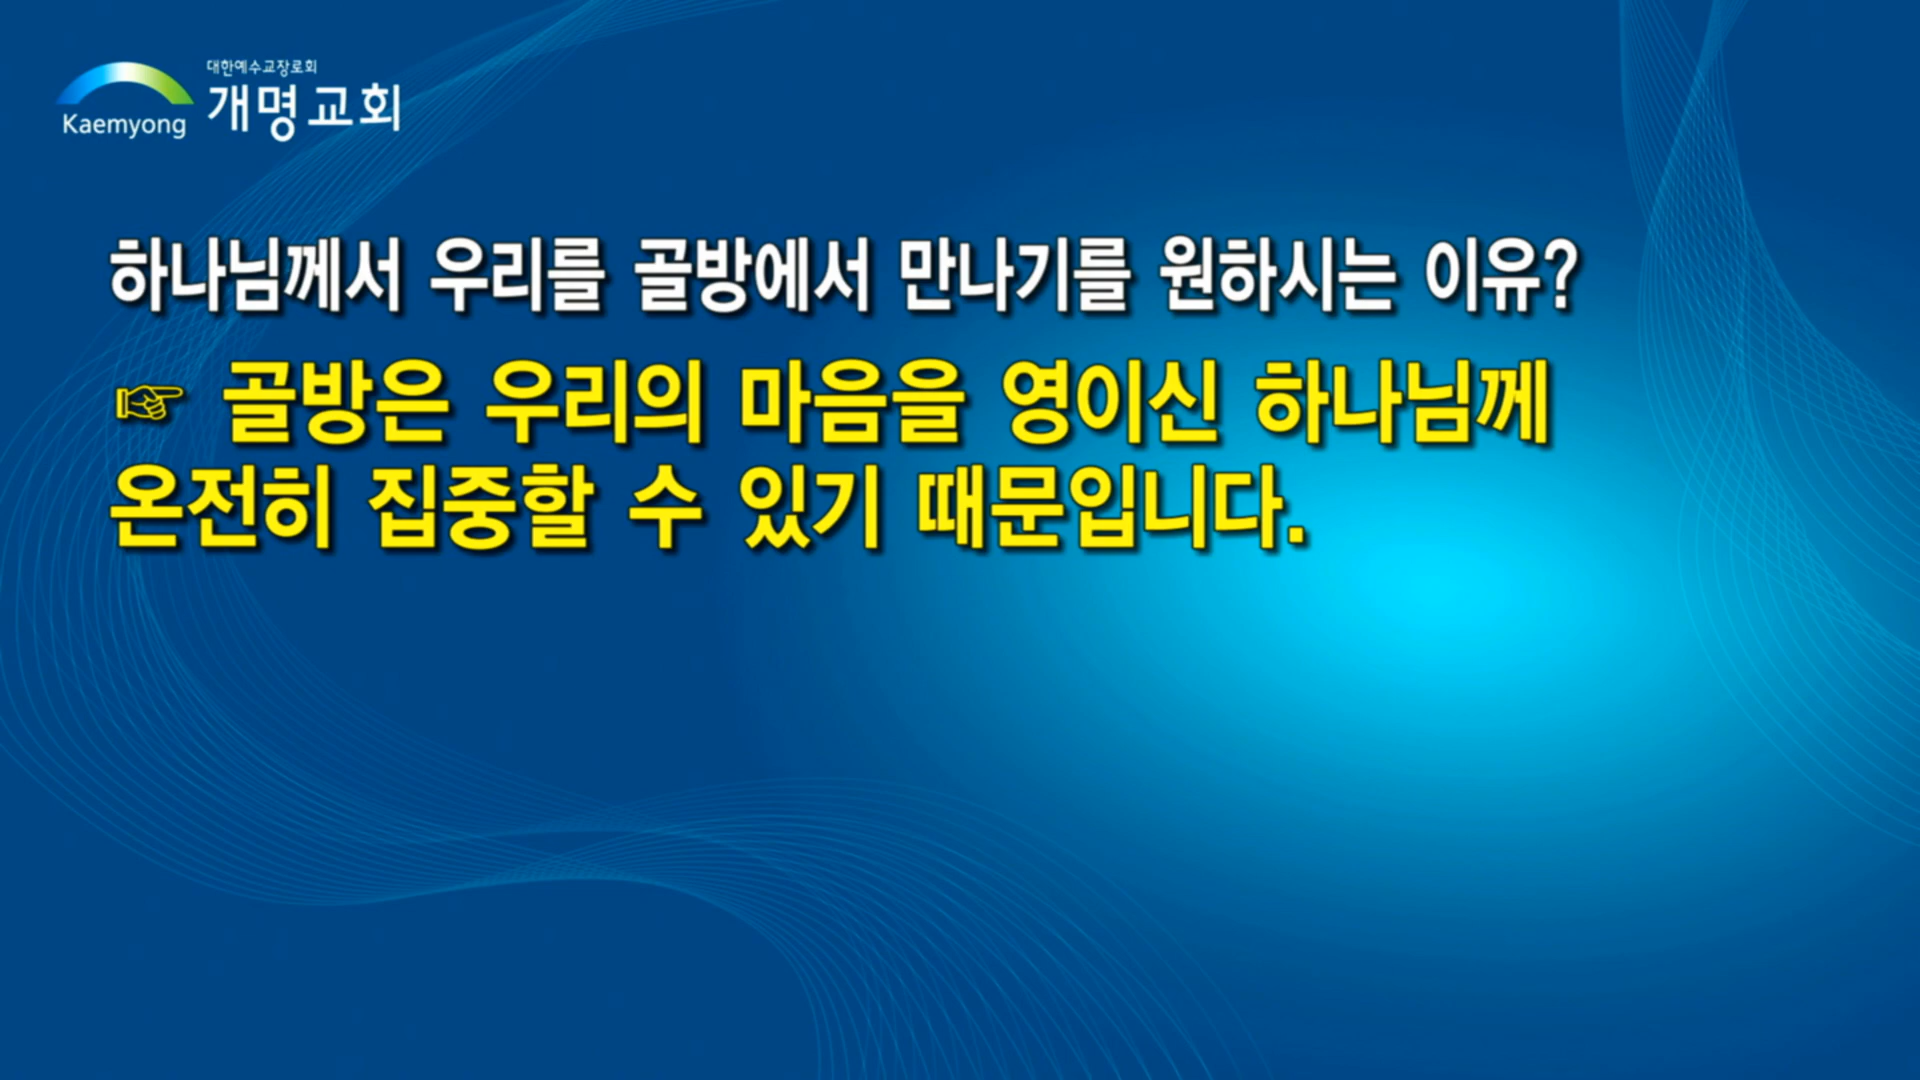 대한예수교장로회
개명교회
Kaemyong
하나님께서 우리를 골방에서 만나기를 원하시는 이유?
☞ 골방은 우리의 마음을 영이신 하나님께
온전히 집중할 수 있기 때문입니다.